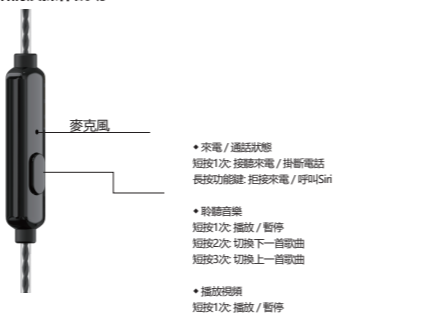 麥克風
◆ 來電 / 通話狀態
短按1次: 接聽來電 / 掛斷電話
長按功能鍵: 拒接來電 / 呼叫Siri
◆ 聆聽音樂
短按1次: 播放 / 暫停
短按2次: 切換下一首歌曲
短按3次: 切換上一首歌曲
◆ 播放視頻
短按1次: 播放 / 暫停